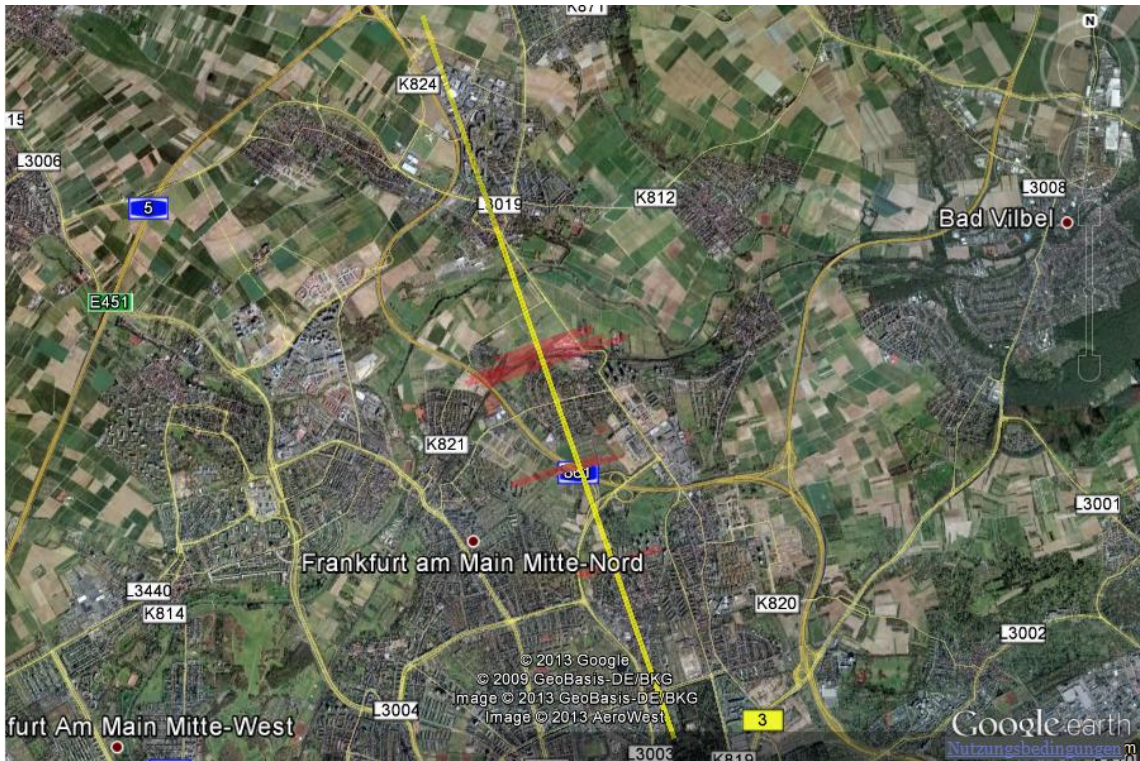 K871
N
K824
15
L3006
K812
L3019
L3008
5
Bad Vilbel
E451
K821
661
L3001
Frankfurt am Main Mitte-Nord
L3440
K814
K820
L3002
© 2013 Google
© 2009 GeoBasis-DE/BKG
Image © 2013 GeoBasis-DE/BKG
Image © 2013 AeroWest
L3004
3
furt Am Main Mitte-West
Google earth
L3003
K819
Nutzungsbedingungen